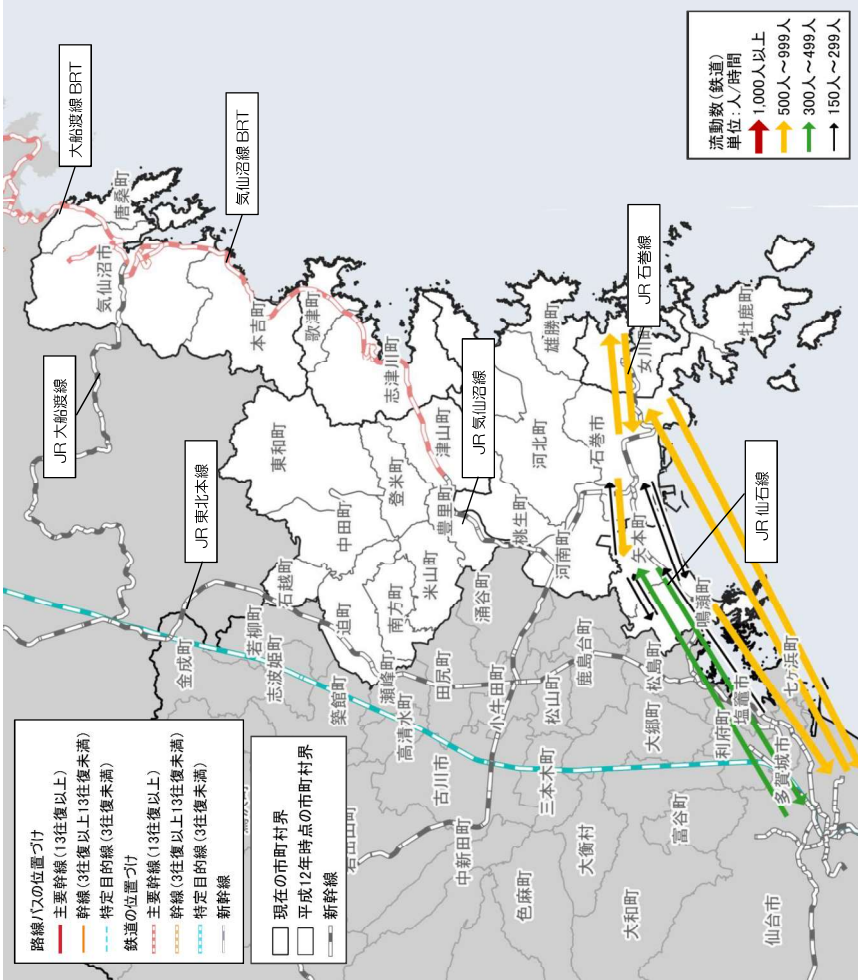 大船渡線 BRT
唐桑町
気仙沼市
気仙沼線 BRT
JR 大船渡線
本吉町
歌津町
志津川町
JR 東北本線
東和町
津山町
JR 気仙沼線
登米町
中田町
豊里町
石越町
米山町
南方町
迫町
雄勝町
河北町
JR 石巻線
女川町
牡鹿町
石巻市
桃生町
河南町
矢本町
JR 仙石線
鳴瀬町
涌谷町
金成町
若柳町
志波姫町
築館町
瀬峰町
高清水町
田尻町
小牛田町
古川市
松山町
鹿島台町
三本木町
松島町
大郷町
利府町
塩竈市
七ヶ浜町
多賀城市
中新田町
色麻町
大衡村
大和町
富谷町
仙台市
流動数(鉄道)
単位:人/時間
1,000人以上
500人～999人
300人～499人
150人～299人
路線バスの位置づけ
主要幹線(13往復以上)
幹線(3往復以上13往復未満)
特定目的線(3往復未満)
鉄道の位置づけ
主要幹線(13往復以上)
幹線(3往復以上13往復未満)
特定目的線(3往復未満)
新幹線
現在の市町村界
平成12年時点の市町村界
新幹線